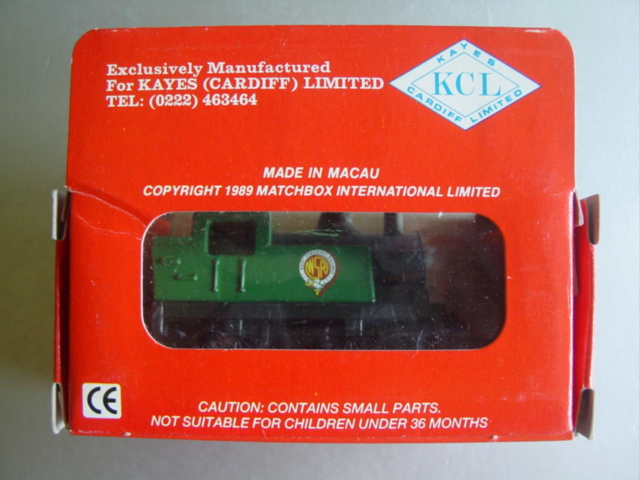 Exclusively Manufactured
For KAYES (CARDIFF) LIMITED
TEL: (0222) 463464
KAYES
KCL
CARDIFF LIMITED
MADE IN MACAU
COPYRIGHT 1989 MATCHBOX INTERNATIONAL LIMITED
WSR
CE
CAUTION: CONTAINS SMALL PARTS.
NOT SUITABLE FOR CHILDREN UNDER 36 MONTHS